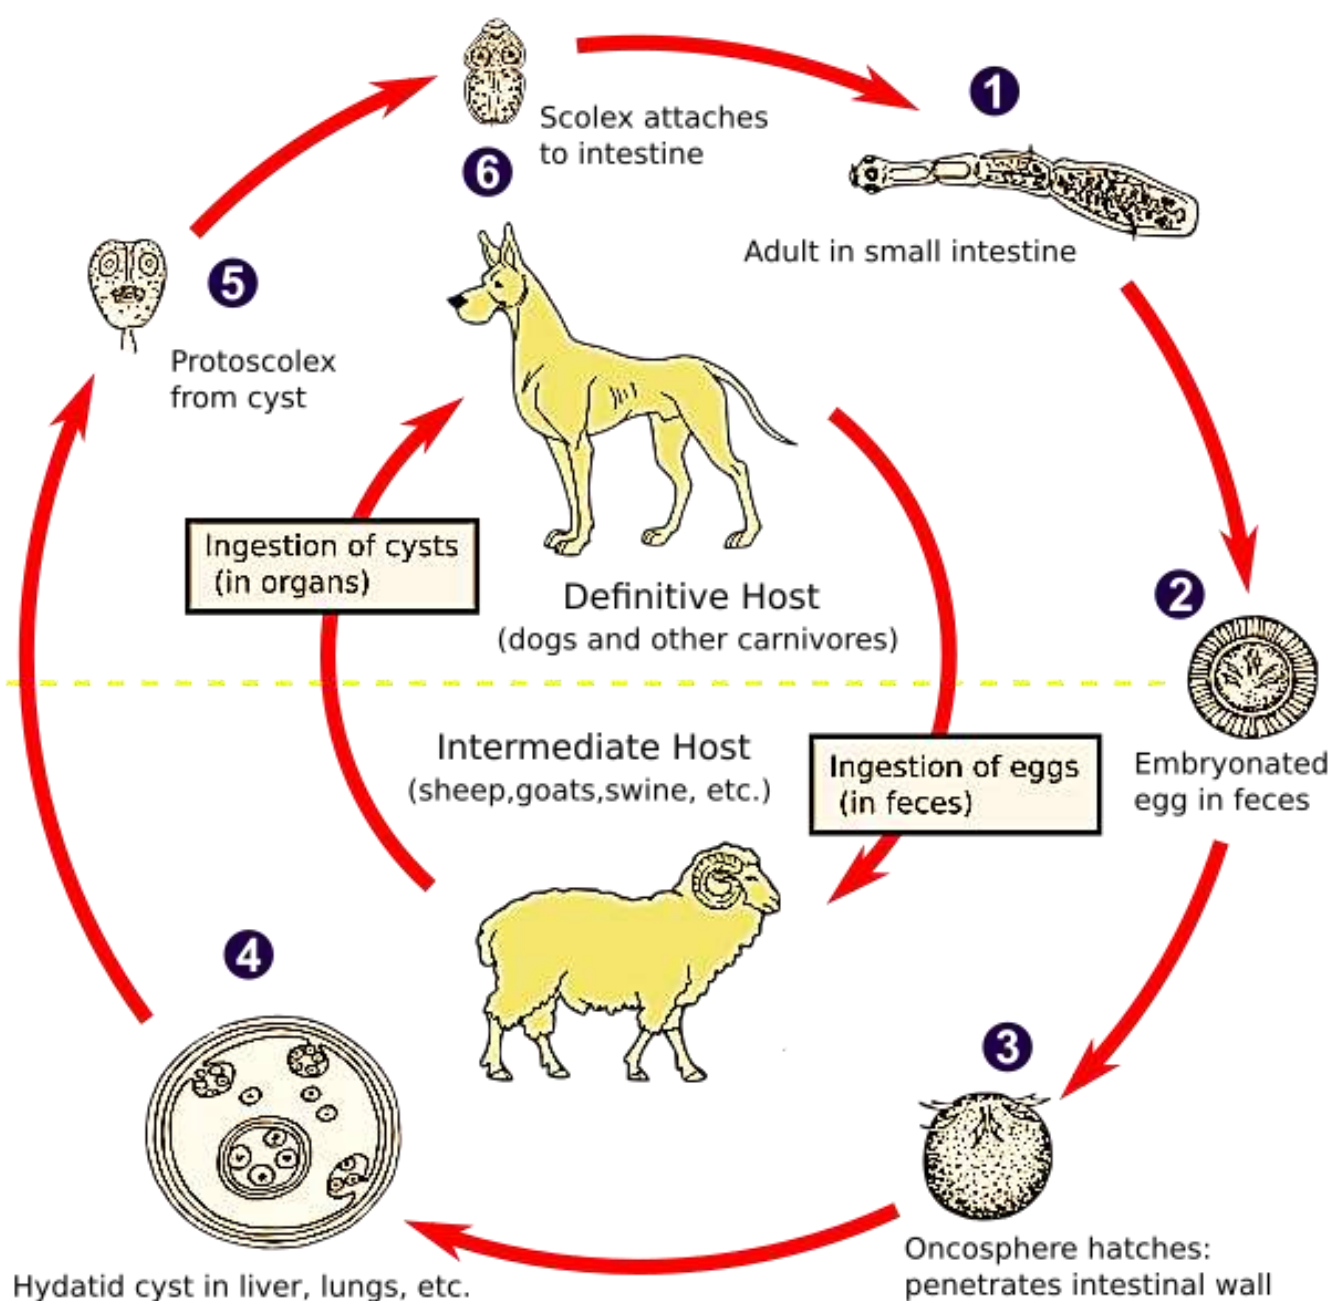 1
Scolex attaches
to intestine
6
Adult in small intestine
5
Protoscolex
from cyst
Ingestion of cysts
(in organs)
Definitive Host
(dogs and other carnivores)
2
Intermediate Host
(sheep,goats,swine, etc.)
Ingestion of eggs
(in feces)
Embryonated
egg in feces
4
3
Oncosphere hatches:
penetrates intestinal wall
Hydatid cyst in liver, lungs, etc.